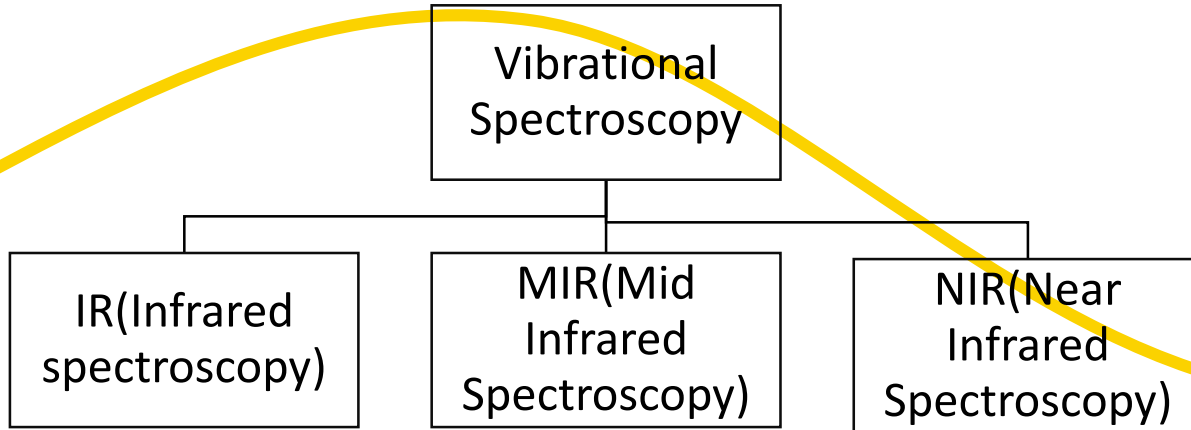 Vibrational
Spectroscopy
IR(Infrared
spectroscopy)
MIR(Mid
Infrared
Spectroscopy)
NIR(Near
Infrared
Spectroscopy)